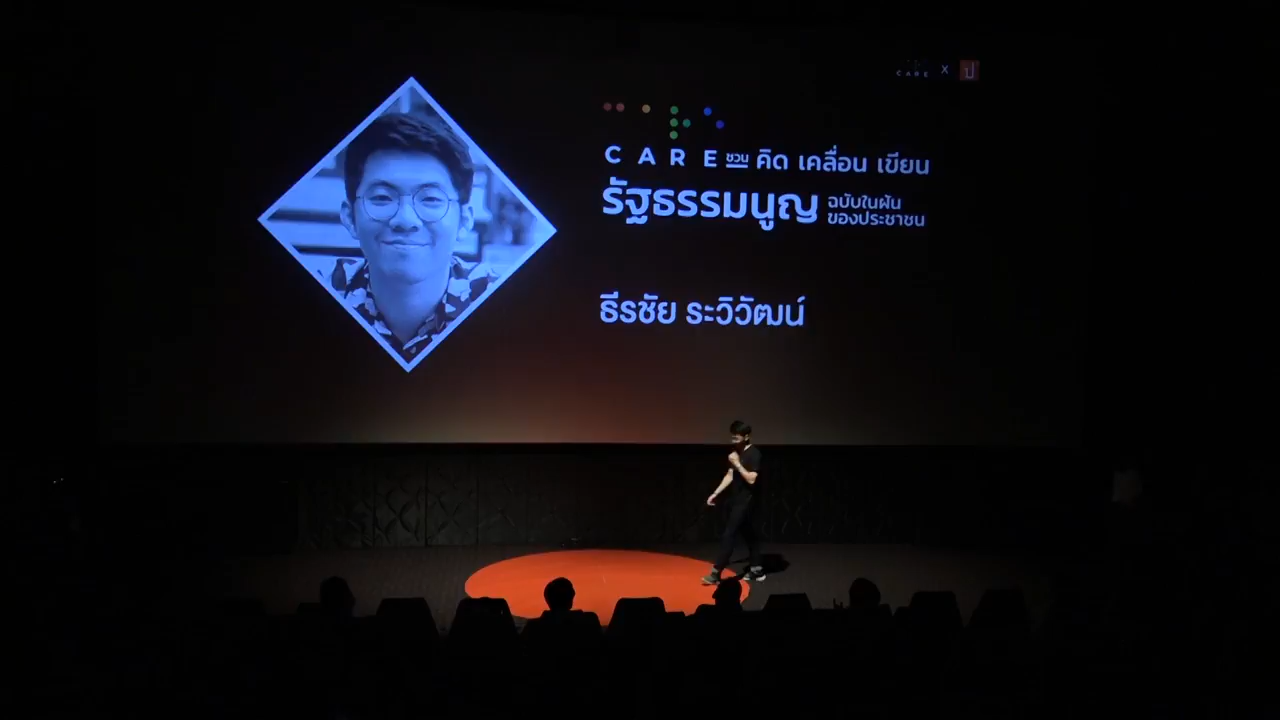 CARE X ป
CARE ชวน คิด เคลื่อน เขียน
รัฐธรรมนูญ ฉบับในฝัน
ของประชาชน
ธีรชัย ระวิวัฒน์